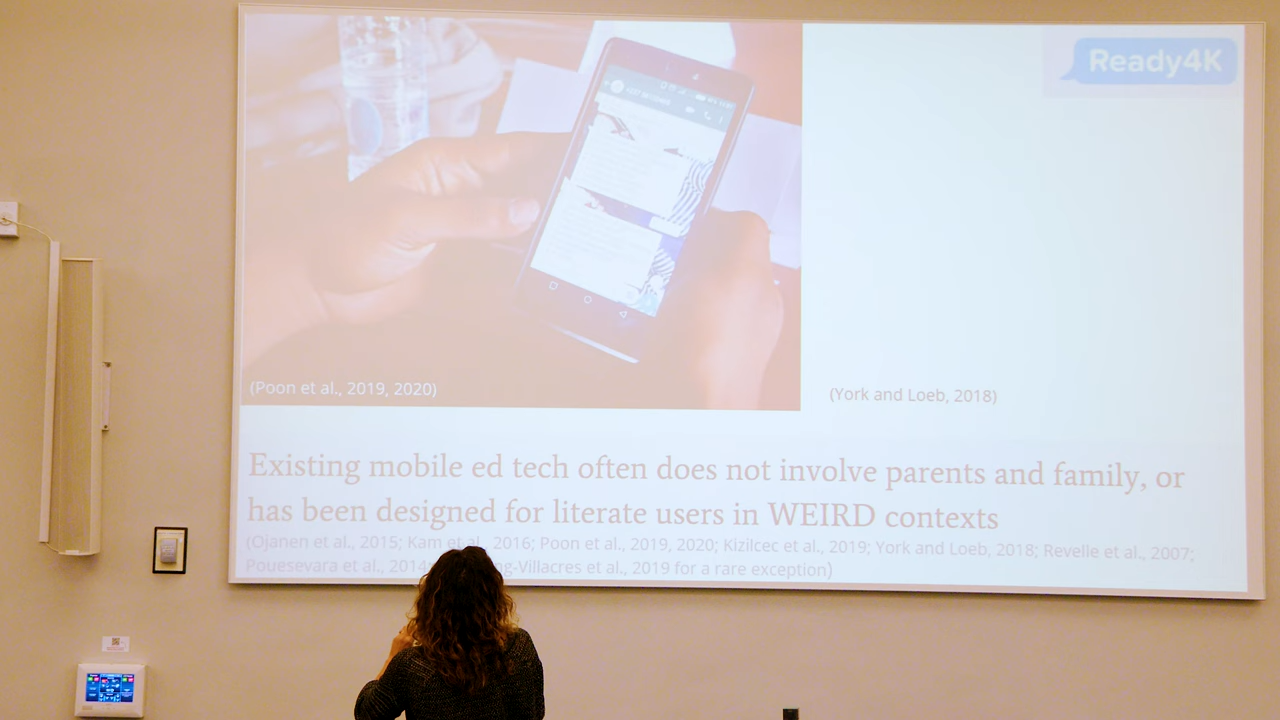 Ready4K
(Poon et al., 2019, 2020)
(York and Loeb, 2018)
Existing mobile ed tech often does not involve parents and family, or
has been designed for literate users in WEIRD contexts
(Ojanen et al., 2015; Kam et al., 2016; Poon et al., 2019, 2020; Kizilcec et al., 2019; York and Loeb, 2018; Revelle et al., 2007;
Pouesevara et al., 2014; -Villacres et al., 2019 for a rare exception)